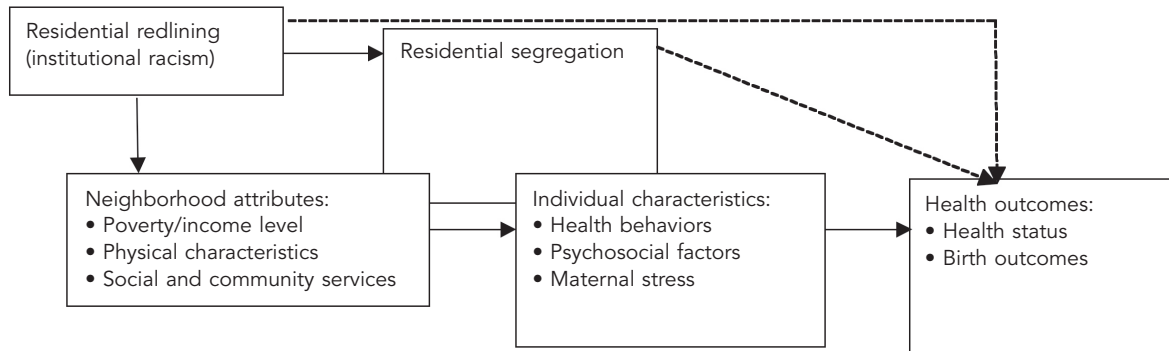 Residential redlining
(institutional racism)
Residential segregation
Neighborhood attributes:
• Poverty/income level
• Physical characteristics
• Social and community services
Individual characteristics:
• Health behaviors
• Psychosocial factors
• Maternal stress
Health outcomes:
• Health status
• Birth outcomes